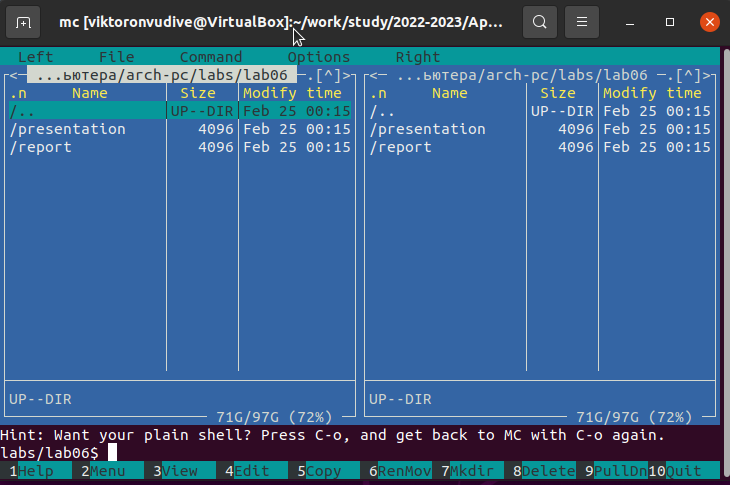 mc [viktoronvudive@VirtualBox]:~/work/study/2022-2023/Ap...
Left File Command Options Right
<─ ...ьютера/arch-pc/labs/lab06 ─.[^]> <─ ...ьютера/arch-pc/labs/lab06 ─.[^]>
.n Name Size Modify time .n Name Size Modify time
/.. UP--DIR Feb 25 00:15 /.. UP--DIR Feb 25 00:15
/presentation 4096 Feb 25 00:15 /presentation 4096 Feb 25 00:15
/report 4096 Feb 25 00:15 /report 4096 Feb 25 00:15
UP--DIR UP--DIR
71G/97G (72%) 71G/97G (72%)
Hint: Want your plain shell? Press C-o, and get back to MC with C-o again.
labs/lab06$
1Help 2Menu 3View 4Edit 5Copy 6RenMov 7Mkdir 8Delete 9PullDn 10Quit